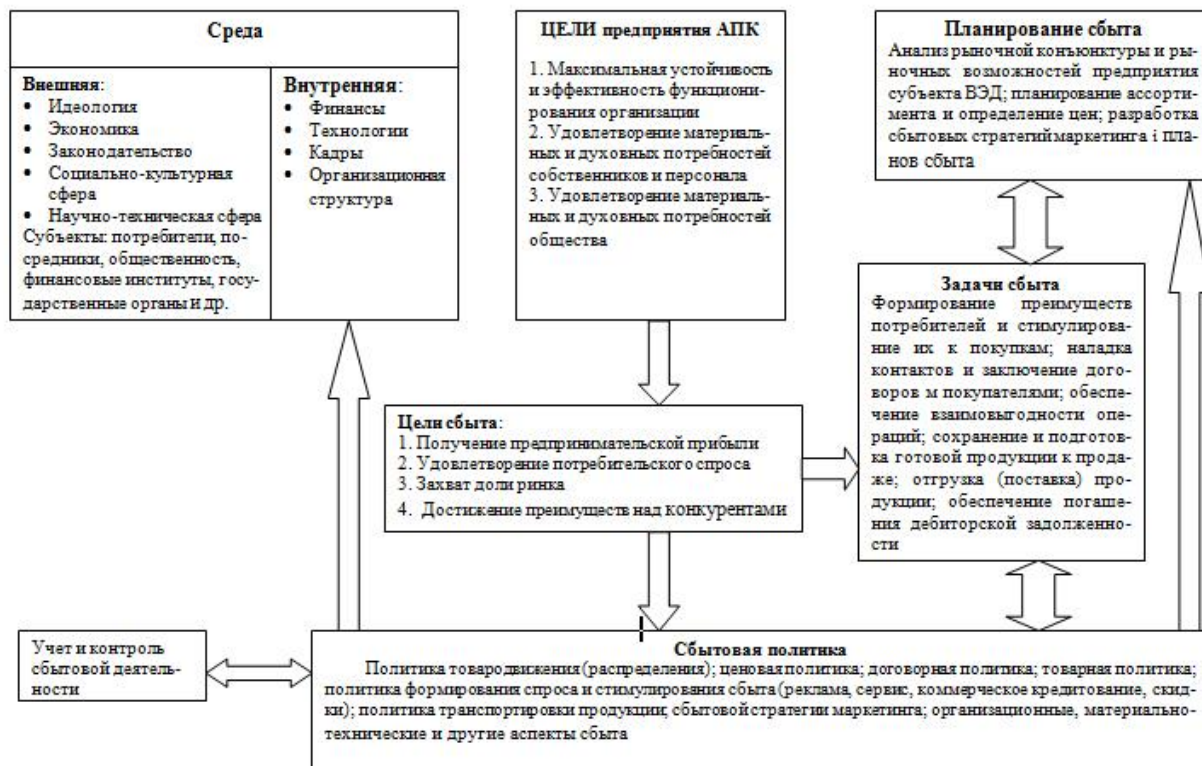 Среда
Внешняя:
• Идеология
• Экономика
• Законодательство
• Социально-культурная
сфера
• Научно-техническая сфера
Субъекты: потребители, по-
средники, общественность,
финансовые институты, госу-
дарственные органы и др.
Внутренняя:
• Финансы
• Технологии
• Кадры
• Организационная
структура
ЦЕЛИ предприятия АПК
1. Максимальная устойчивость
и эффективность функциони-
рования организации
2. Удовлетворение материаль-
ных и духовных потребностей
собственников и персонала
3. Удовлетворение материаль-
ных и духовных потребностей
общества
Планирование сбыта
Анализ рыночной конъюнктуры и ры-
ночных возможностей предприятия
субъекта ВЭД; планирование ассорти-
мента и определение цен; разработка
сбытовых стратегий маркетинга і пла-
нов сбыта
Задачи сбыта
Формирование преимуществ
потребителей и стимулирова-
ние их к покупкам; наладка
контактов и заключение дого-
воров м покупателями; обеспе-
чение взаимовыгодности опе-
раций; сохранение и подготов-
ка готовой продукции к прода-
же; отгрузка (поставка) про-
дукции; обеспечение погаше-
ния дебиторской задолженно-
сти
Цели сбыта:
1. Получение предпринимательской прибыли
2. Удовлетворение потребительского спроса
3. Захват доли ринка
4. Достижение преимуществ над конкурентами
Учет и контроль
сбытовой деятель-
ности
Сбытовая политика
Политика товародвижения (распределения); ценовая политика; договорная политика; товарная политика;
политика формирования спроса и стимулирования сбыта (реклама, сервис, коммерческое кредитование, скид-
ки); политика транспортировки продукции; сбытовой стратегии маркетинга; организационные, материально-
технические и другие аспекты сбыта